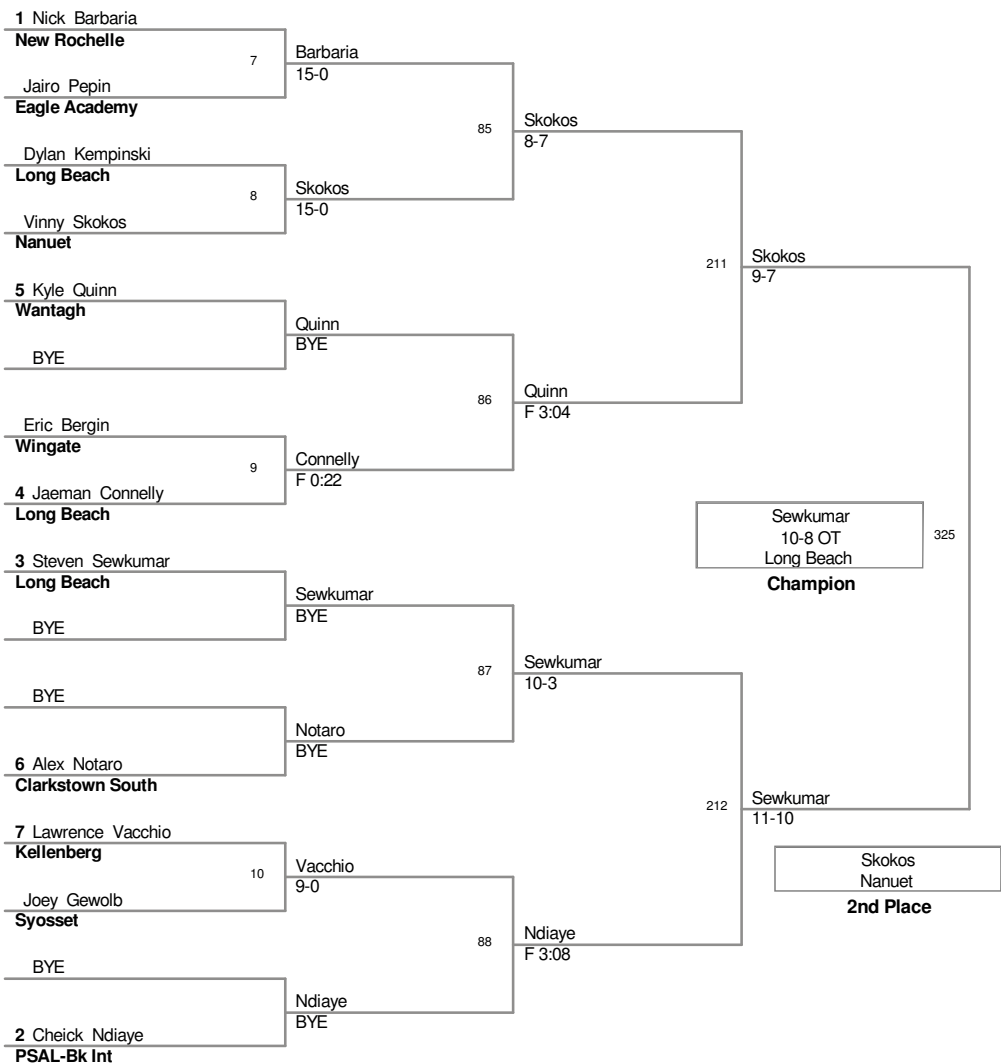 1 Nick Barbaria
New Rochelle
7
Barbaria
15-0
Jairo Pepin
Eagle Academy
85
Skokos
8-7
Dylan Kempinski
Long Beach
8
Skokos
15-0
Vinny Skokos
Nanuet
211
Skokos
9-7
5 Kyle Quinn
Wantagh
Quinn
BYE
BYE
86
Quinn
F 3:04
Eric Bergin
Wingate
9
Connelly
F 0:22
4 Jaeman Connelly
Long Beach
Sewkumar
10-8 OT
Long Beach
Champion
325
3 Steven Sewkumar
Long Beach
Sewkumar
BYE
BYE
87
Sewkumar
10-3
BYE
Notaro
BYE
6 Alex Notaro
Clarkstown South
212
Sewkumar
11-10
7 Lawrence Vacchio
Kellenberg
10
Vacchio
9-0
Joey Gewolb
Syosset
Skokos
Nanuet
2nd Place
88
Ndiaye
F 3:08
BYE
Ndiaye
BYE
2 Cheick Ndiaye
PSAL-Bk Int